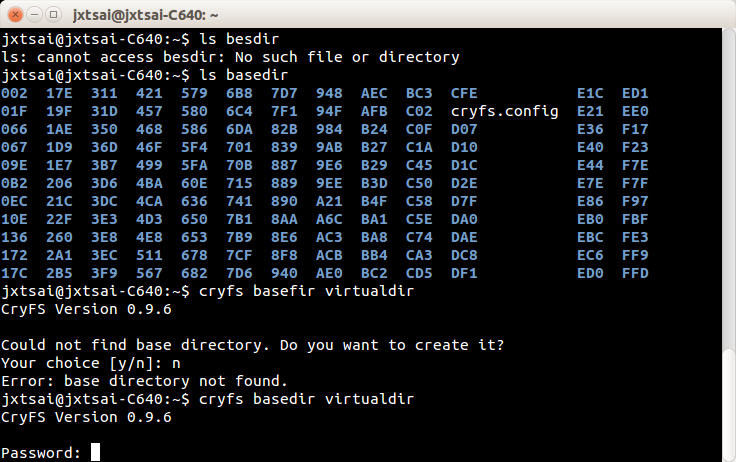 jxtsai@jxtsai-C640: ~
jxtsai@jxtsai-C640:~$ ls besdir
ls: cannot access besdir: No such file or directory
jxtsai@jxtsai-C640:~$ ls basedir
002 17E 311 421 579 6B8 7D7 948 AEC BC3 CFE E1C ED1
01F 19F 31D 457 580 6C4 7F1 94F AFB C02 cryfs.config E21 EE0
066 1AE 350 468 586 6DA 82B 984 B24 C0F D07 E36 F17
067 1D9 36D 46F 5F4 701 839 9AB B27 C1A D10 E40 F23
09E 1E7 3B7 499 5FA 70B 887 9E6 B29 C45 D1C E44 F7E
0B2 206 3D6 4BA 60E 715 889 9EE B3D C50 D2E E7E F7F
0EC 21C 3DC 4CA 636 741 890 A21 B4F C58 D7F E86 F97
10E 22F 3E3 4D3 650 7B1 8AA A6C BA1 C5E DA0 EB0 FBF
136 260 3E8 4E8 653 7B9 8E6 AC3 BA8 C74 DAE EBC FE3
172 2A1 3EC 511 678 7CF 8F8 ACB BB4 CA3 DC8 EC6 FF9
17C 2B5 3F9 567 682 7D6 940 AE0 BC2 CD5 DF1 ED0 FFD
jxtsai@jxtsai-C640:~$ cryfs basefir virtualdir
CryFS Version 0.9.6
Could not find base directory. Do you want to create it?
Your choice [y/n]: n
Error: base directory not found.
jxtsai@jxtsai-C640:~$ cryfs basedir virtualdir
CryFS Version 0.9.6
Password: